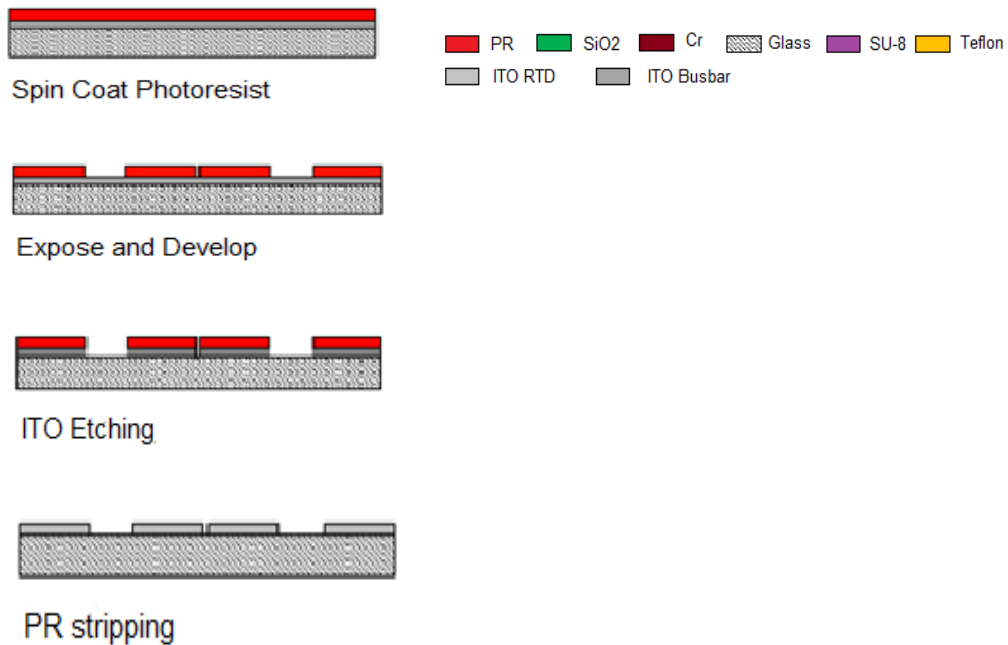 PR SiO2 Cr Glass SU-8 Teflon
ITO RTD ITO Busbar
Spin Coat Photoresist
Expose and Develop
ITO Etching
PR stripping